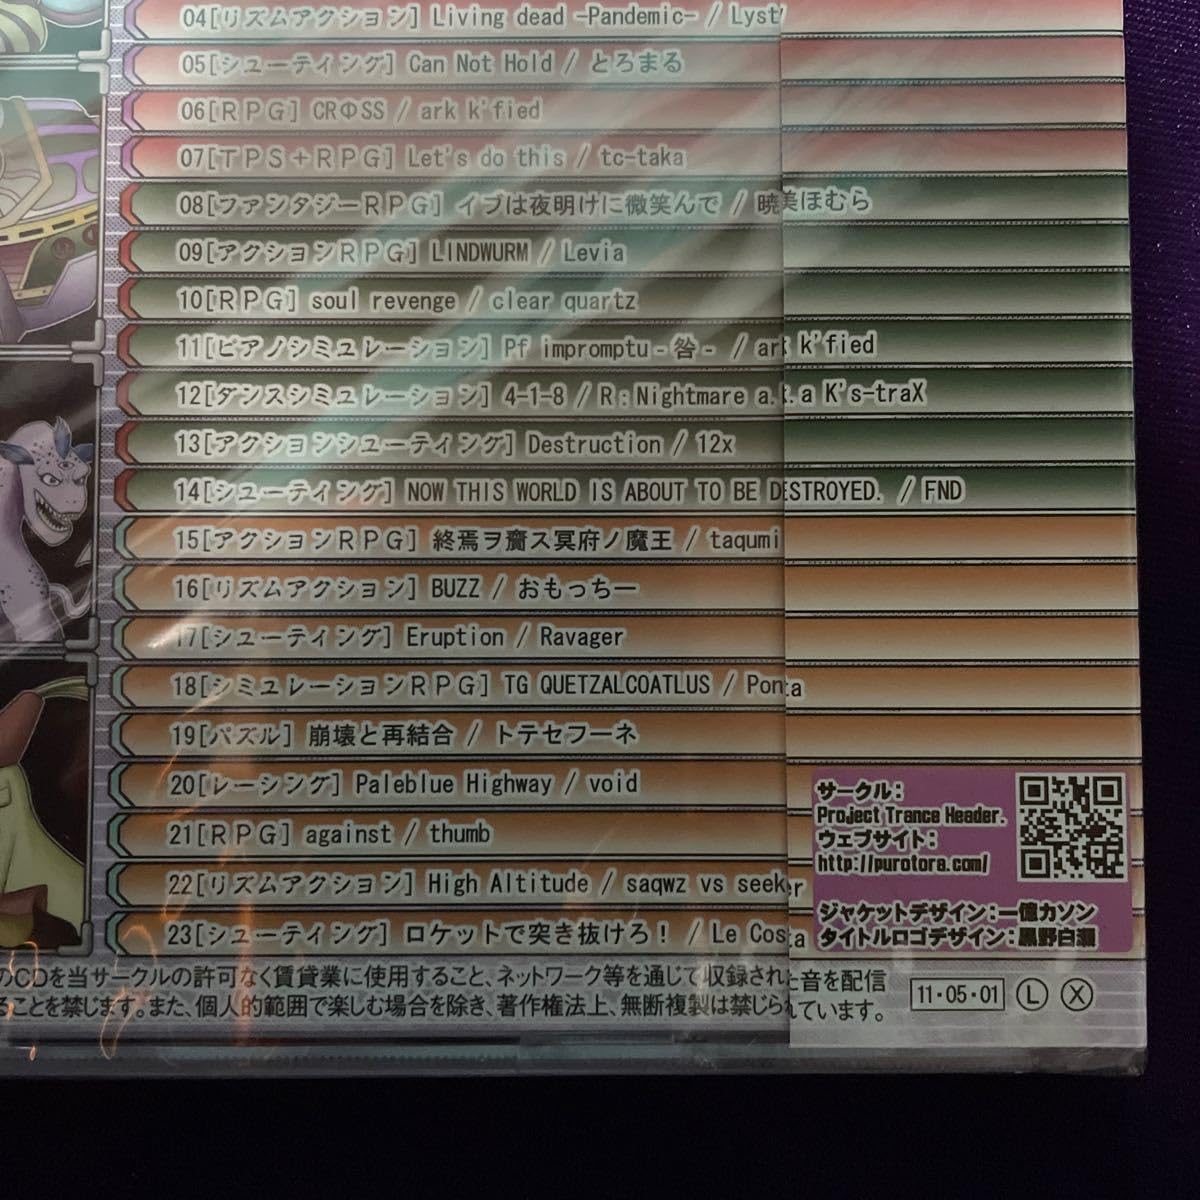 04[リズムアクション] Living dead -Pandemic- / Lyst
05[シューティング] Can Not Hold / とろまる
06[ＲＰＧ] CRΦSS / ark k'fied
07[ＴＰＳ＋ＲＰＧ] Let's do this / tc-taka
08[ファンタジーＲＰＧ] イブは夜明けに微笑んで / 暁美ほむら
09[アクションＲＰＧ] LINDWURM / Levia
10[ＲＰＧ] soul revenge / clear quartz
11[ピアノシミュレーション] Pf impromptu - 咎 - / ark k'fied
12[ダンスシミュレーション] 4-1-8 / R:Nightmare a.k.a K's-traX
13[アクションシューティング] Destruction / 12x
14[シューティング] NOW THIS WORLD IS ABOUT TO BE DESTROYED. / FND
15[アクションＲＰＧ] 終焉ヲ齎ス冥府ノ魔王 / taqumi
16[リズムアクション] BUZZ / おもっちー
17[シューティング] Eruption / Ravager
18[シミュレーションＲＰＧ] TG QUETZALCOATLUS / Ponta
19[パズル] 崩壊と再結合 / トテセフーネ
20[レーシング] Paleblue Highway / void
21[ＲＰＧ] against / thumb
22[リズムアクション] High Altitude / saqwz vs seeker
23[シューティング] ロケットで突き抜けろ！ / Le Costa
サークル：
Project Trance Header.
ウェブサイト：
http://purotora.com/
ジャケットデザイン：一億カソン
タイトルロゴデザイン：黒野白瀬
のCDを当サークルの許可なく賃貸業に使用すること、ネットワーク等を通じて収録された音を配信
ることを禁じます。また、個人的範囲で楽しむ場合を除き、著作権法上、無断複製は禁じられています。
11・05・01 Ⓛ Ⓧ